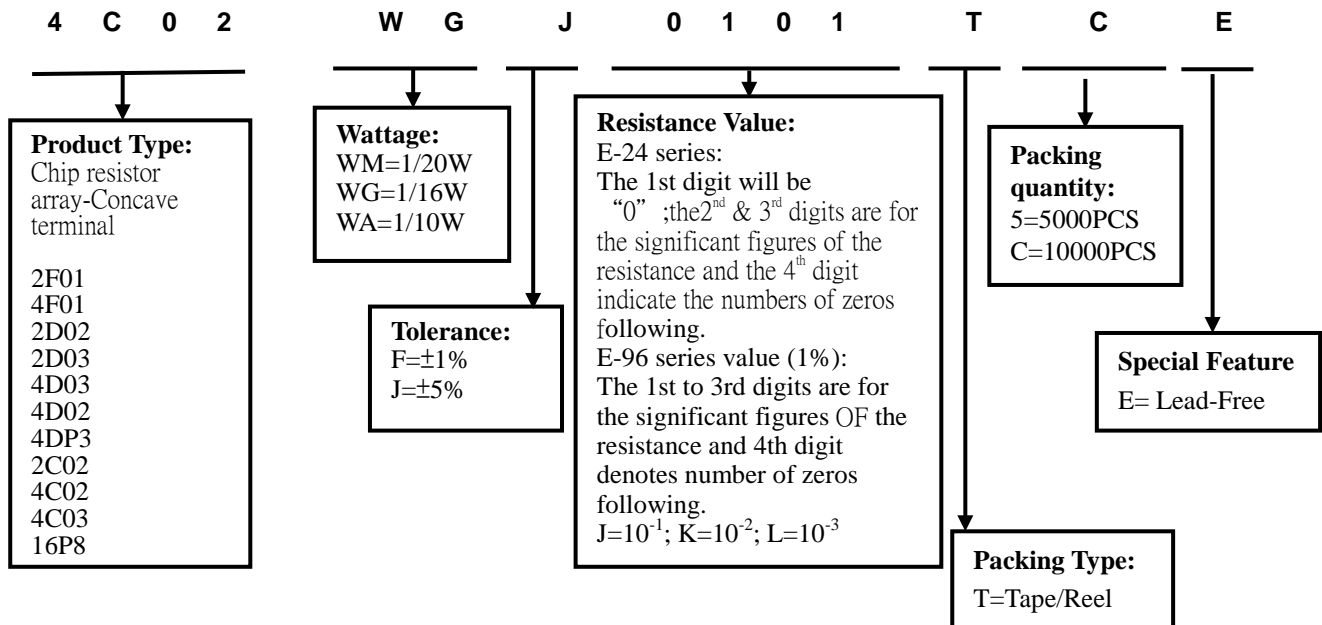 4 C 0 2 W G J 0 1 0 1 T C E
Product Type:
Chip resistor
array-Concave
terminal
2F01
4F01
2D02
2D03
4D03
4D02
4DP3
2C02
4C02
4C03
16P8
Wattage:
WM=1/20W
WG=1/16W
WA=1/10W
Tolerance:
F=±1%
J=±5%
Resistance Value:
E-24 series:
The 1st digit will be
“0” ;the2nd & 3rd digits are for
the significant figures of the
resistance and the 4th digit
indicate the numbers of zeros
following.
E-96 series value (1%):
The 1st to 3rd digits are for
the significant figures OF the
resistance and 4th digit
denotes number of zeros
following.
J=10-1; K=10-2; L=10-3
Packing
quantity:
5=5000PCS
C=10000PCS
Special Feature
E= Lead-Free
Packing Type:
T=Tape/Reel